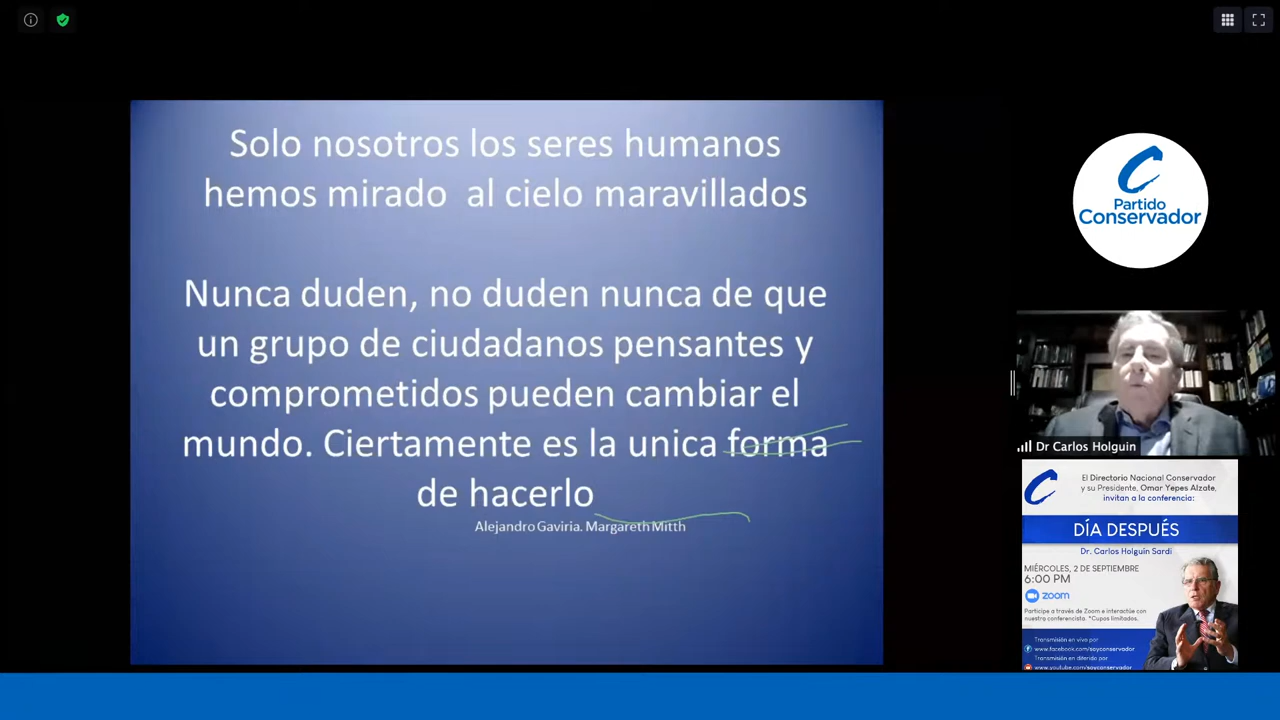 Solo nosotros los seres humanos
hemos mirado al cielo maravillados
Nunca duden, no duden nunca de que
un grupo de ciudadanos pensantes y
comprometidos pueden cambiar el
mundo. Ciertamente es la unica forma
de hacerlo
Alejandro Gaviria. Margareth Mitth
Partido
Conservador
Dr Carlos Holguin
El Directorio Nacional Conservador
y su Presidente, Omar Yepes Alzate,
invitan a la conferencia:
DÍA DESPUÉS
Dr. Carlos Holguín Sardi
MIÉRCOLES, 2 DE SEPTIEMBRE
6:00 PM
zoom
Participe a través de Zoom e interactúe con
nuestro conferencista. *Cupos limitados.
Transmisión en vivo por
www.facebook.com/soyconservador
Transmisión en diferido por
www.youtube.com/soyconservador